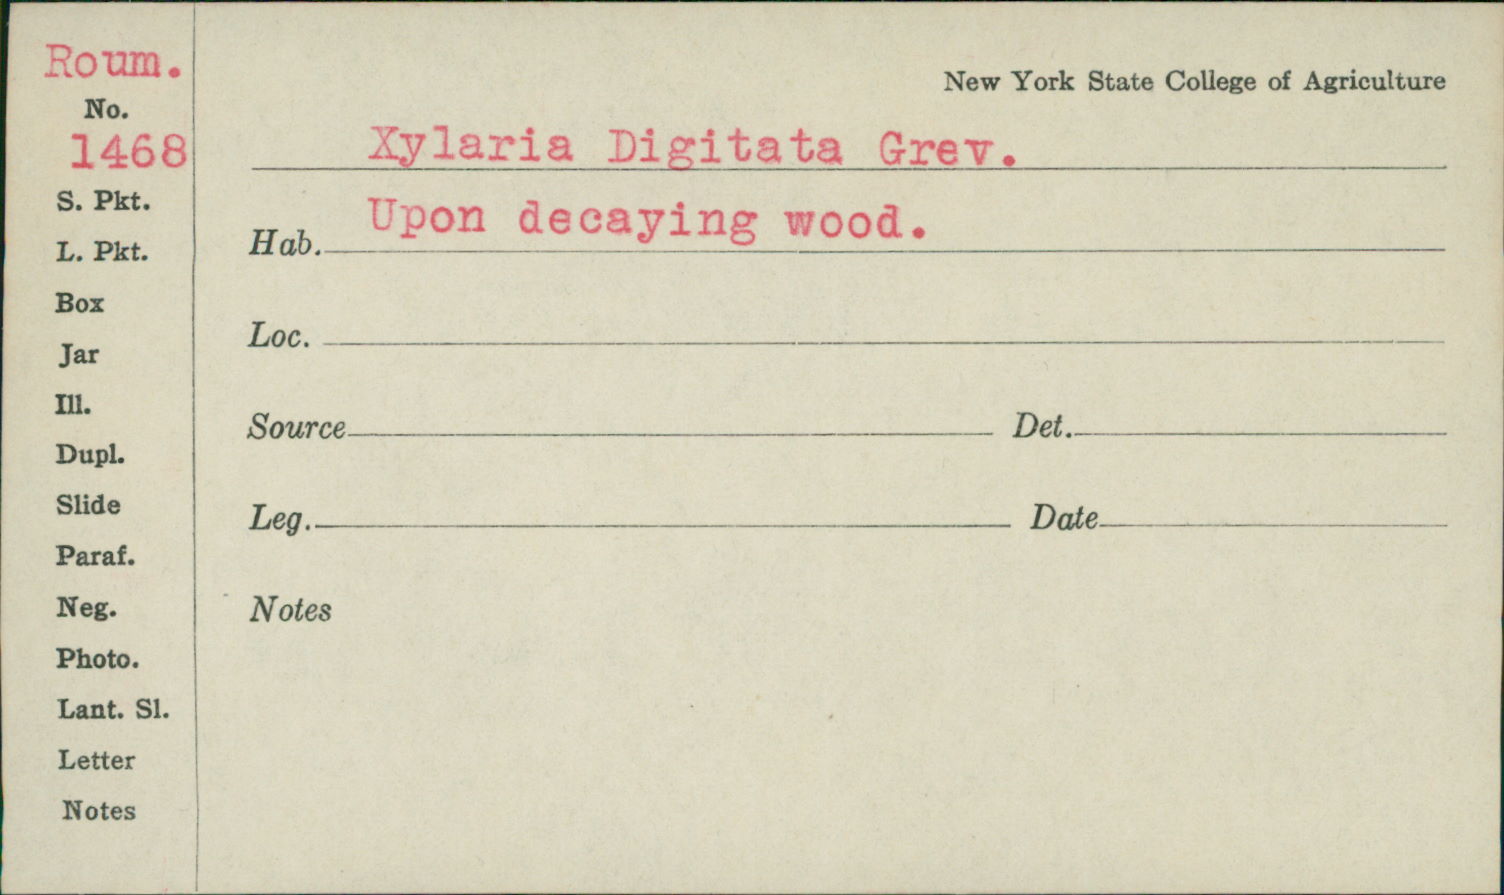 Roum.
No.
1468
S. Pkt.
L. Pkt.
Box
Jar
Ill.
Dupl.
Slide
Paraf.
Neg.
Photo.
Lant. Sl.
Letter
Notes
New York State College of Agriculture
Xylaria Digitata Grev.
Hab. Upon decaying wood.
Loc.
Source Det.
Leg. Date
Notes